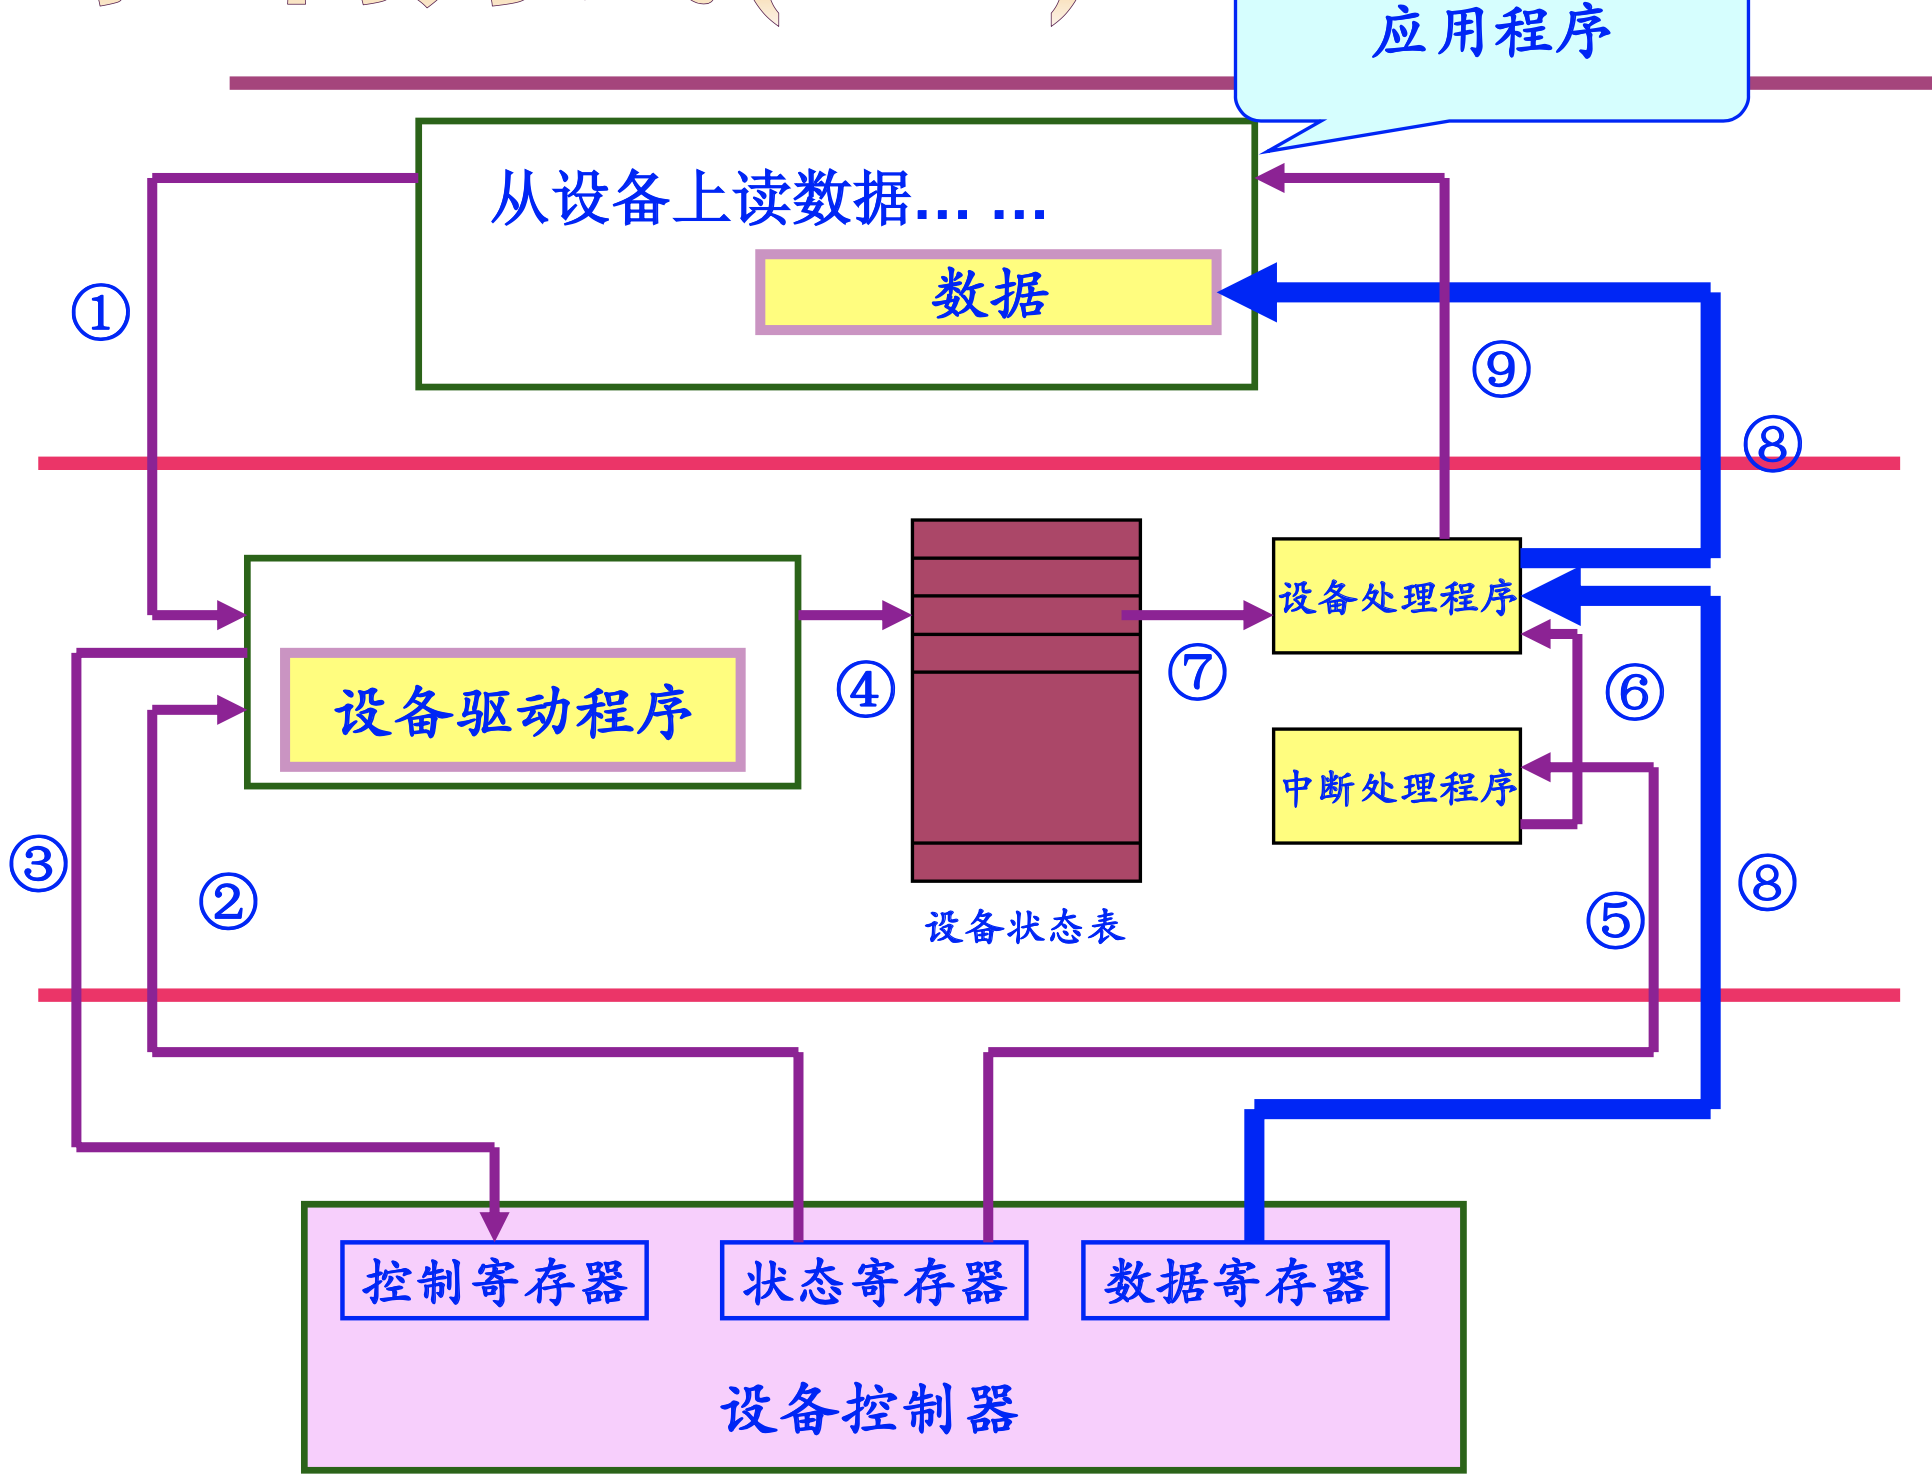 应用程序
从设备上读数据… …
数据
①
⑨
⑧
设备处理程序
设备驱动程序
④
⑦
⑥
中断处理程序
③
②
⑧
⑤
设备状态表
控制寄存器
状态寄存器
数据寄存器
设备控制器